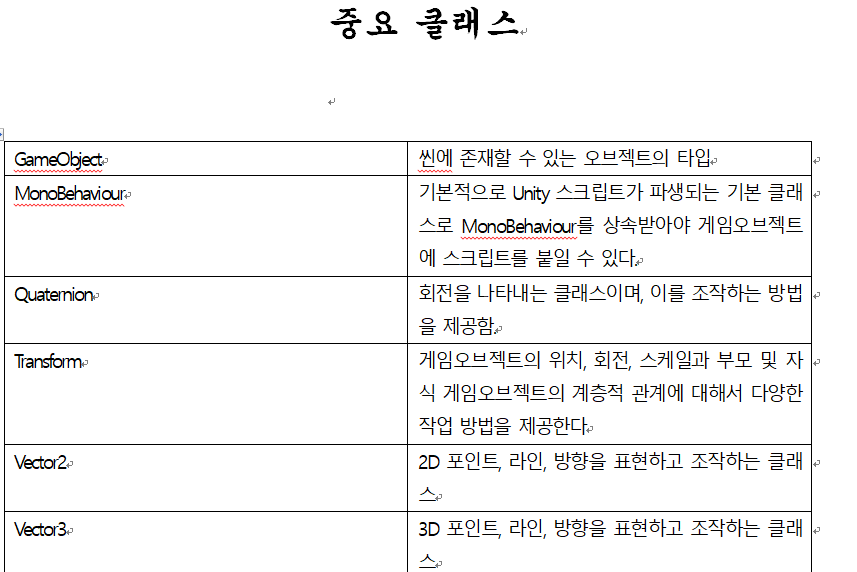 중요 클래스
GameObject
씬에 존재할 수 있는 오브젝트의 타입
MonoBehaviour
기본적으로 Unity 스크립트가 파생되는 기본 클래
스로 MonoBehaviour를 상속받아야 게임오브젝트
에 스크립트를 붙일 수 있다.
Quaternion
회전을 나타내는 클래스이며, 이를 조작하는 방법
을 제공함.
Transform
게임오브젝트의 위치, 회전, 스케일과 부모 및 자
식 게임오브젝트의 계층적 관계에 대해서 다양한
작업 방법을 제공한다.
Vector2
2D 포인트, 라인, 방향을 표현하고 조작하는 클래
스
Vector3
3D 포인트, 라인, 방향을 표현하고 조작하는 클래
스